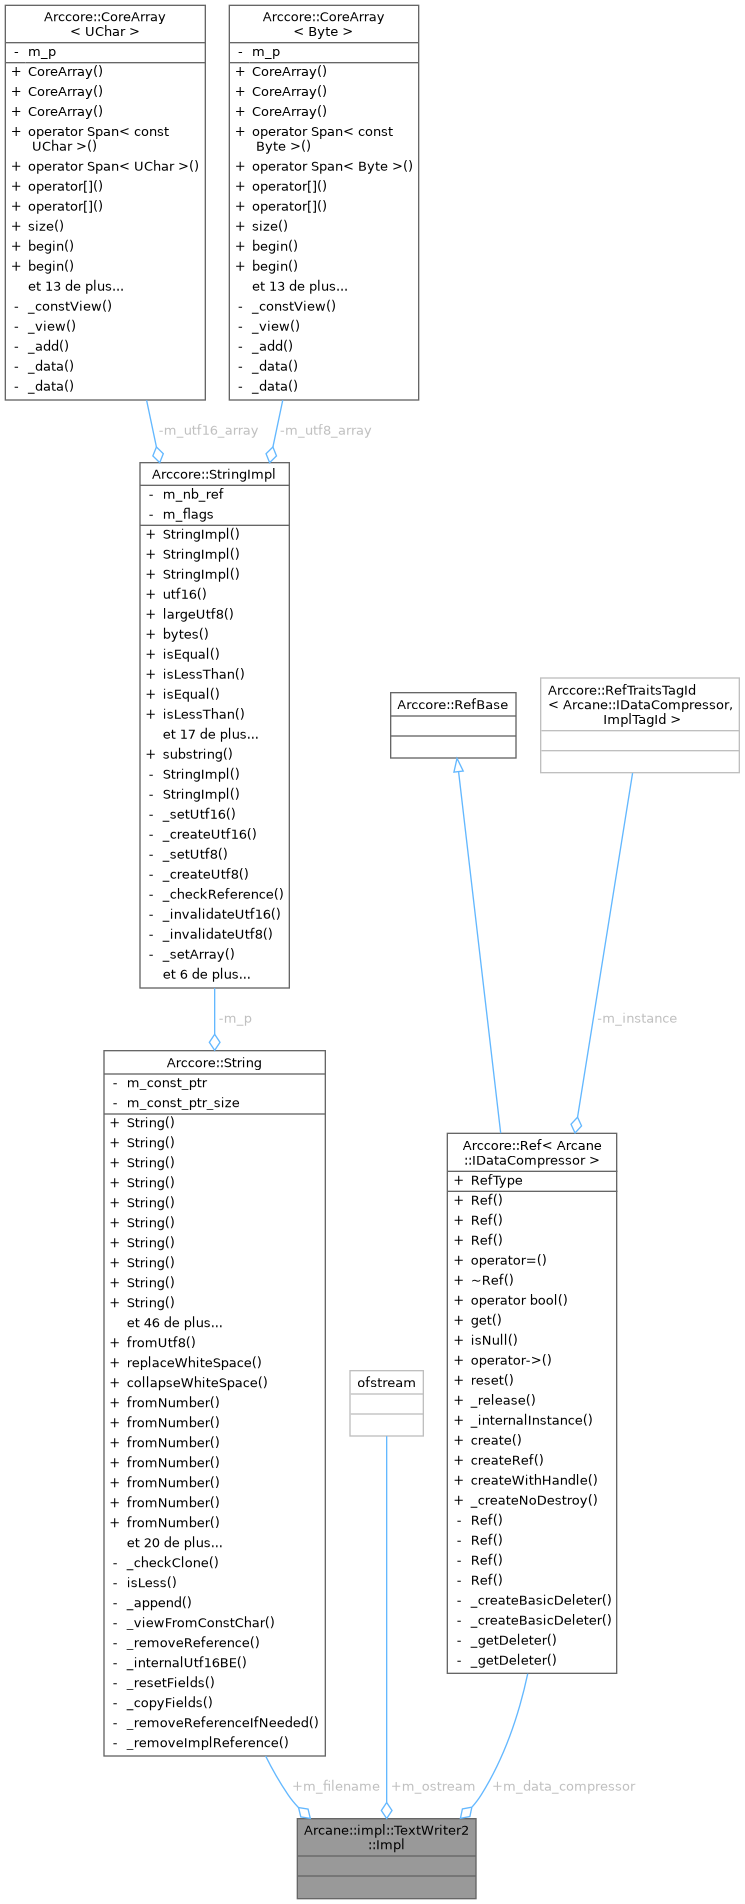 Arccore::CoreArray
< UChar >
- m_p
+ CoreArray()
+ CoreArray()
+ CoreArray()
+ operator Span< const
UChar >()
+ operator Span< UChar >()
+ operator[]()
+ operator[]()
+ size()
+ begin()
+ begin()
et 13 de plus...
- _constView()
- _view()
- _add()
- _data()
- _data()
Arccore::CoreArray
< Byte >
- m_p
+ CoreArray()
+ CoreArray()
+ CoreArray()
+ operator Span< const
Byte >()
+ operator Span< Byte >()
+ operator[]()
+ operator[]()
+ size()
+ begin()
+ begin()
et 13 de plus...
- _constView()
- _view()
- _add()
- _data()
- _data()
-m_utf16_array
-m_utf8_array
Arccore::StringImpl
- m_nb_ref
- m_flags
+ StringImpl()
+ StringImpl()
+ StringImpl()
+ utf16()
+ largeUtf8()
+ bytes()
+ isEqual()
+ isLessThan()
+ isEqual()
+ isLessThan()
et 17 de plus...
+ substring()
- StringImpl()
- StringImpl()
- _setUtf16()
- _createUtf16()
- _setUtf8()
- _createUtf8()
- _checkReference()
- _invalidateUtf16()
- _invalidateUtf8()
- _setArray()
et 6 de plus...
Arccore::RefBase
Arccore::RefTraitsTagId
< Arcane::IDataCompressor,
ImplTagId >
-m_p
-m_instance
Arccore::String
- m_const_ptr
- m_const_ptr_size
+ String()
+ String()
+ String()
+ String()
+ String()
+ String()
+ String()
+ String()
+ String()
+ String()
et 46 de plus...
+ fromUtf8()
+ replaceWhiteSpace()
+ collapseWhiteSpace()
+ fromNumber()
+ fromNumber()
+ fromNumber()
+ fromNumber()
+ fromNumber()
+ fromNumber()
+ fromNumber()
et 20 de plus...
- _checkClone()
- isLess()
- _append()
- _viewFromConstChar()
- _removeReference()
- _internalUtf16BE()
- _resetFields()
- _copyFields()
- _removeReferenceIfNeeded()
- _removeImplReference()
ofstream
Arccore::Ref< Arcane
::IDataCompressor >
+ RefType
+ Ref()
+ Ref()
+ Ref()
+ operator=()
+ ~Ref()
+ operator bool()
+ get()
+ isNull()
+ operator->()
+ reset()
+ _release()
+ _internalInstance()
+ create()
+ createRef()
+ createWithHandle()
+ _createNoDestroy()
- Ref()
- Ref()
- Ref()
- Ref()
- _createBasicDeleter()
- _createBasicDeleter()
- _getDeleter()
- _getDeleter()
+m_filename
+m_ostream
+m_data_compressor
Arcane::impl::TextWriter2
::Impl